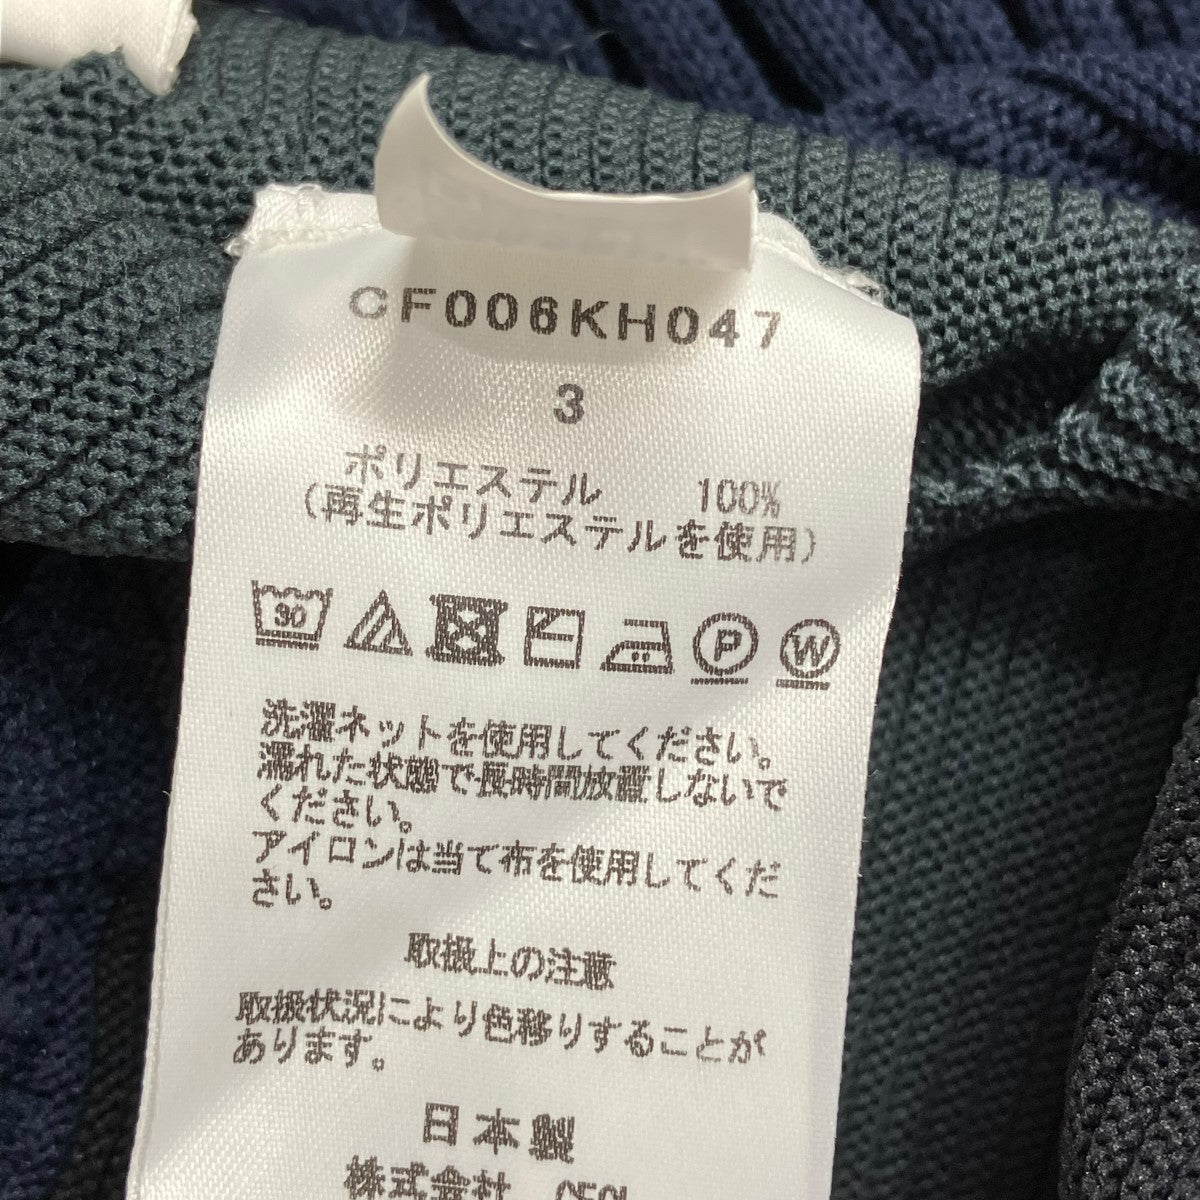 CF006KH047
3
ポリエステル 100%
(再生ポリエステルを使用)
30
P
W
洗濯ネットを使用してください。
濡れた状態で長時間放置しないで
ください。
アイロンは当て布を使用してくだ
さい。
取扱上の注意
取扱状況により色移りすることが
あります。
日本製
株式会社